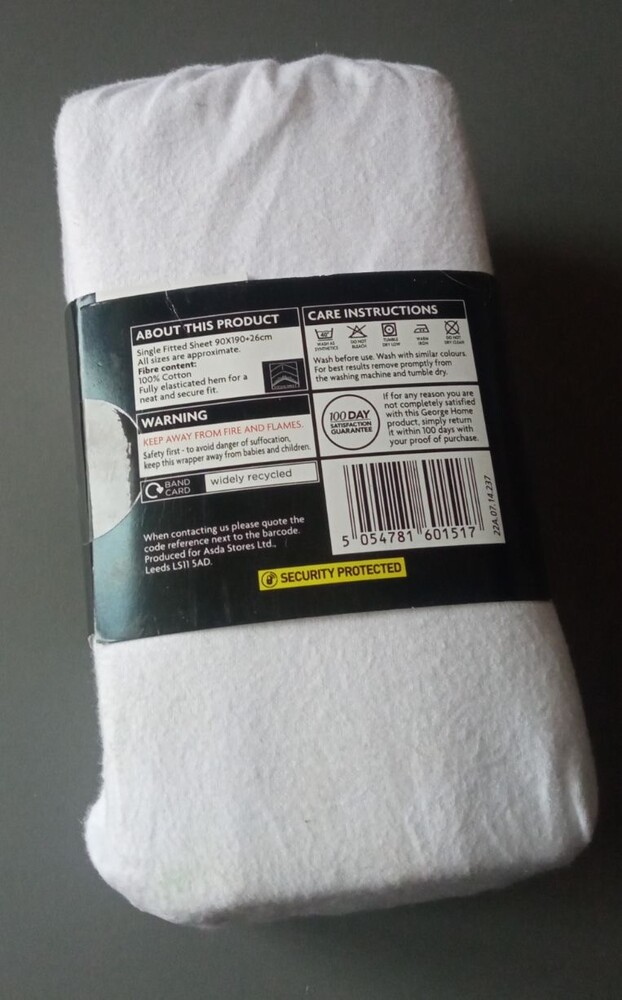 ABOUT THIS PRODUCT
Single Fitted Sheet 90X190+26cm
All sizes are approximate.
Fibre content:
100% Cotton
Fully elasticated hem for a
neat and secure fit.
WARNING
KEEP AWAY FROM FIRE AND FLAMES.
Safety first - to avoid danger of suffocation,
keep this wrapper away from babies and children.
BAND
CARD
widely recycled
When contacting us please quote the
code reference next to the barcode.
Produced for Asda Stores Ltd.,
Leeds LS11 5AD.
CARE INSTRUCTIONS
40°
WASH AS
SYNTHETICS
DO NOT
BLEACH
TUMBLE
DRY LOW
WARM
IRON
DO NOT
DRY CLEAN
Wash before use. Wash with similar colours.
For best results remove promptly from
the washing machine and tumble dry.
100 DAY
SATISFACTION
GUARANTEE
If for any reason you are
not completely satisfied
with this George Home
product, simply return
it within 100 days with
your proof of purchase.
5 054781 601517
22A.07.14.237
SECURITY PROTECTED